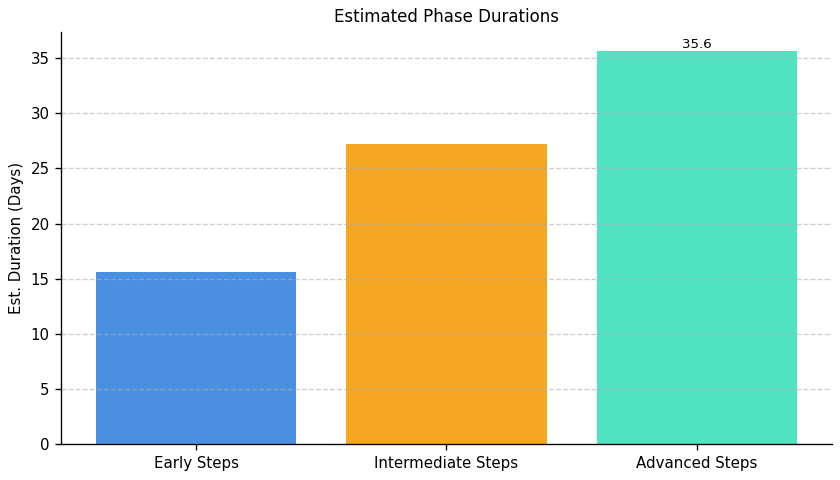 Estimated Phase Durations
35.6
35
30
25
20
15
10
5
0
Est. Duration (Days)
Early Steps
Intermediate Steps
Advanced Steps